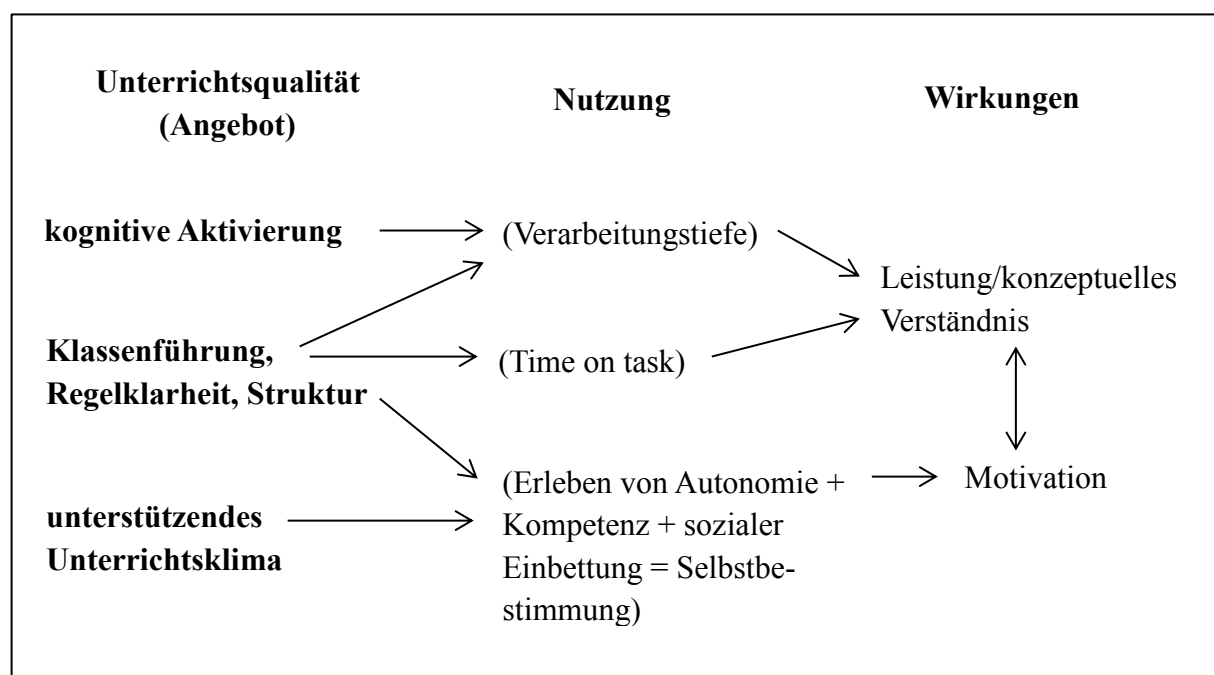 Unterrichtsqualität
(Angebot)
Nutzung
Wirkungen
kognitive Aktivierung
(Verarbeitungstiefe)
Leistung/konzeptuelles
Verständnis
Klassenführung,
Regelklarheit, Struktur
(Time on task)
unterstützendes
Unterrichtsklima
(Erleben von Autonomie +
Kompetenz + sozialer
Einbettung = Selbstbe-
stimmung)
Motivation